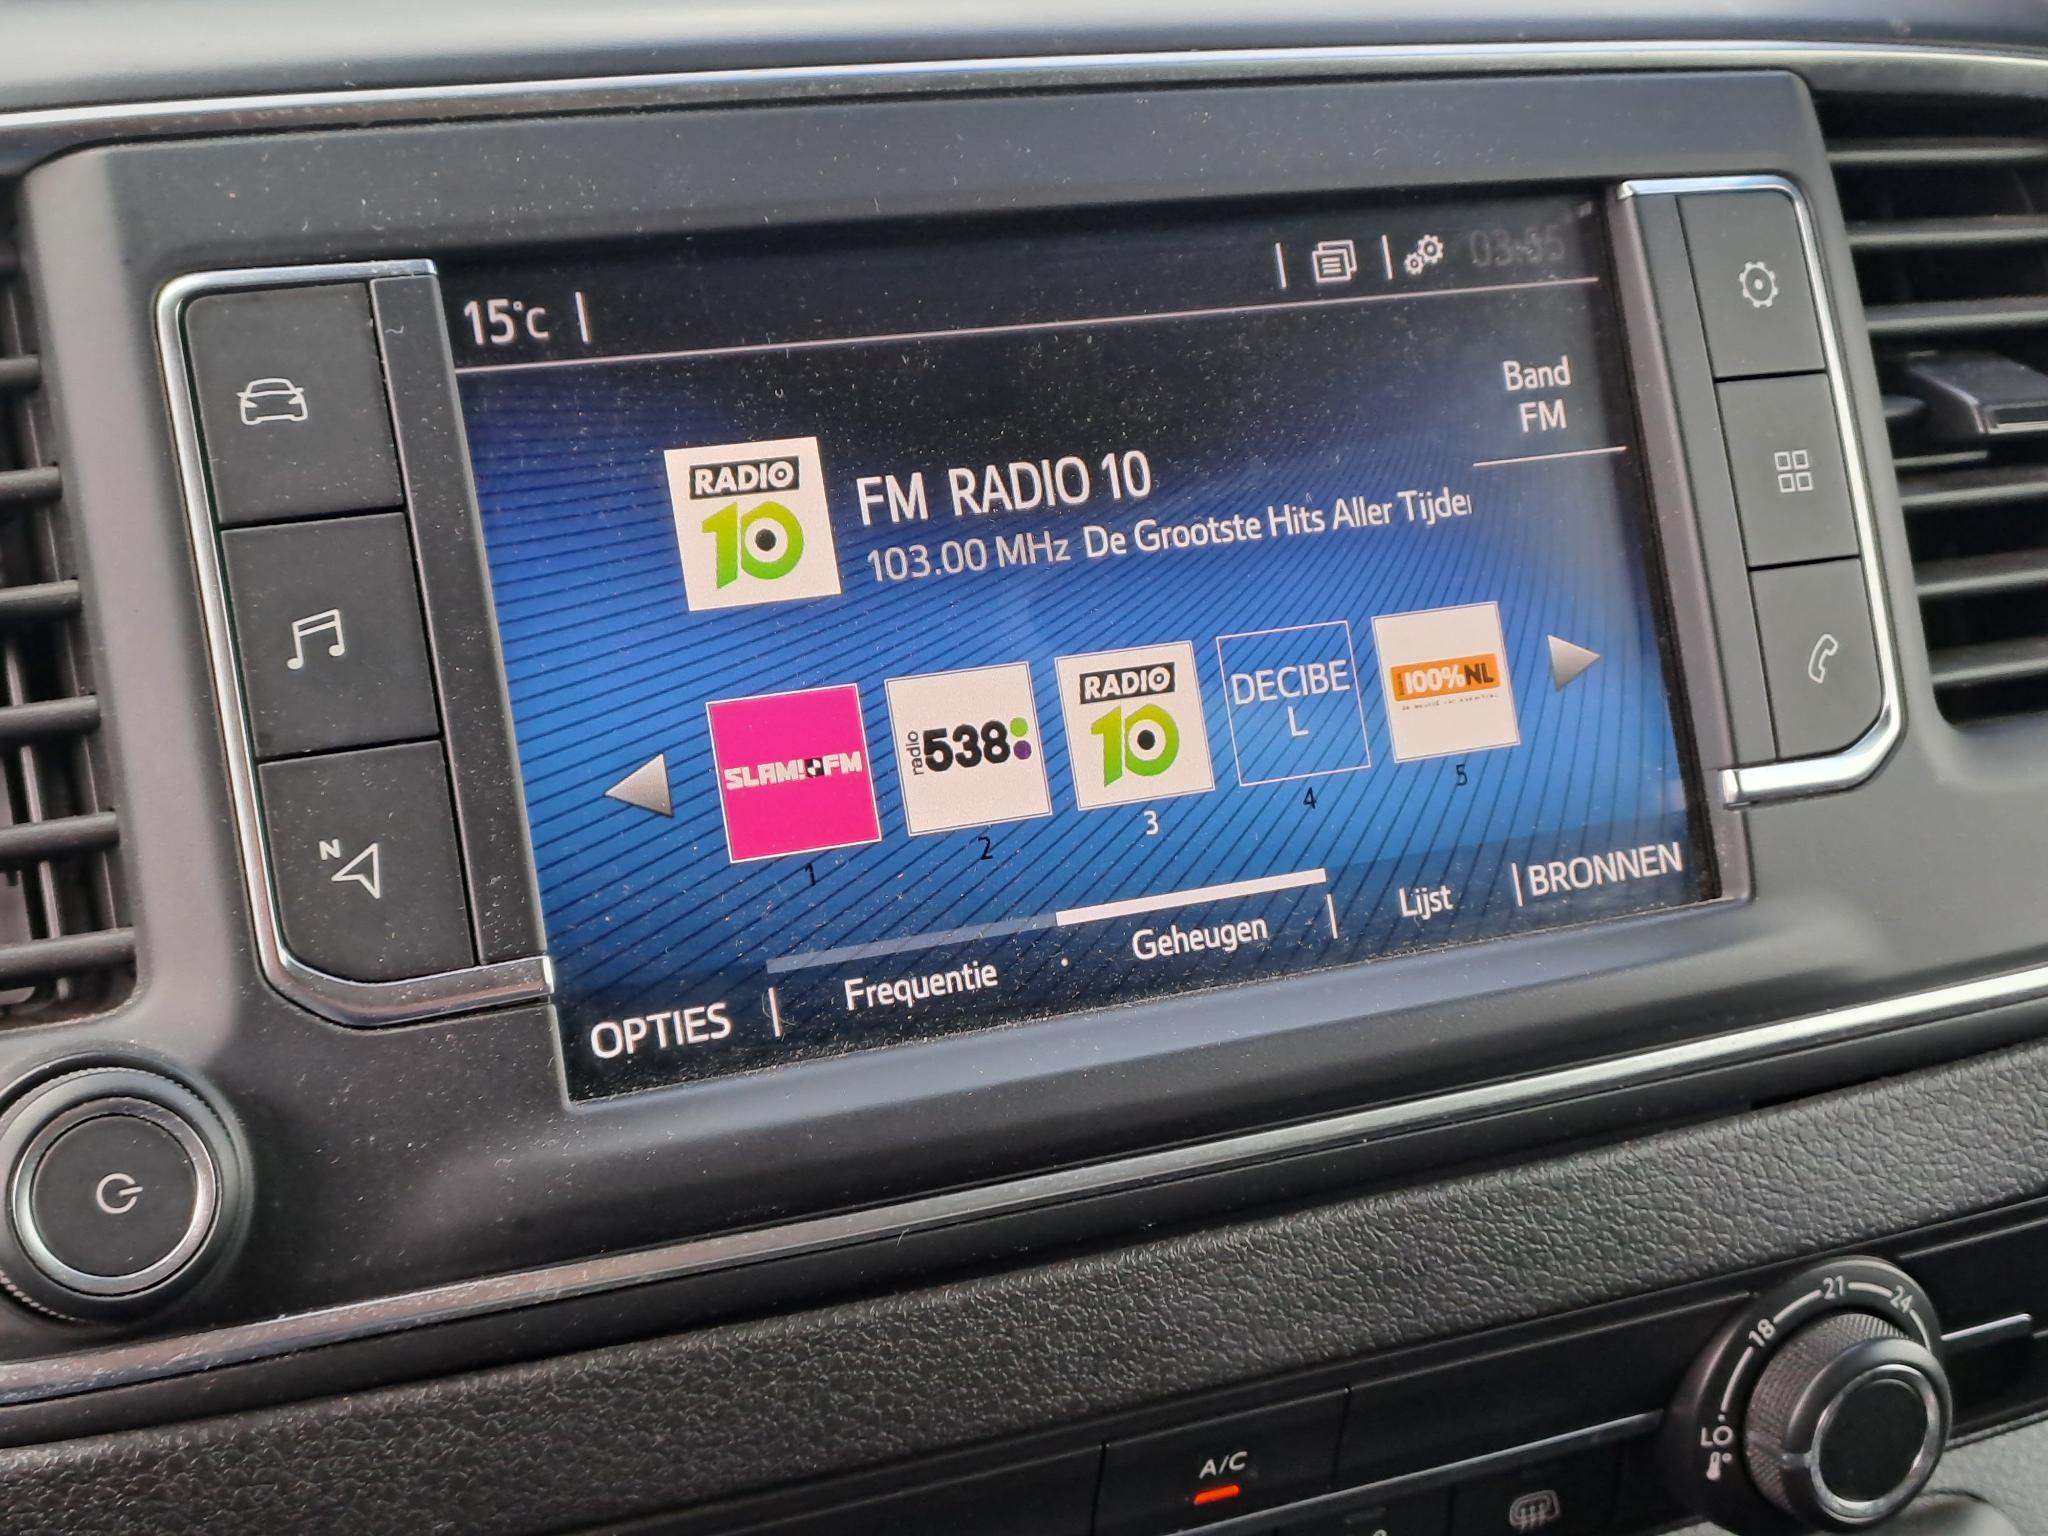 15°C
03:55
Band
FM
RADIO
10
FM RADIO 10
103.00 MHz De Grootste Hits Aller Tijde
SLAM!FM
radio 538
RADIO
10
DECIBE
L
100%NL
1
2
3
4
5
OPTIES
Frequentie
Geheugen
Lijst
BRONNEN
N
A/C
LO
18
21
24